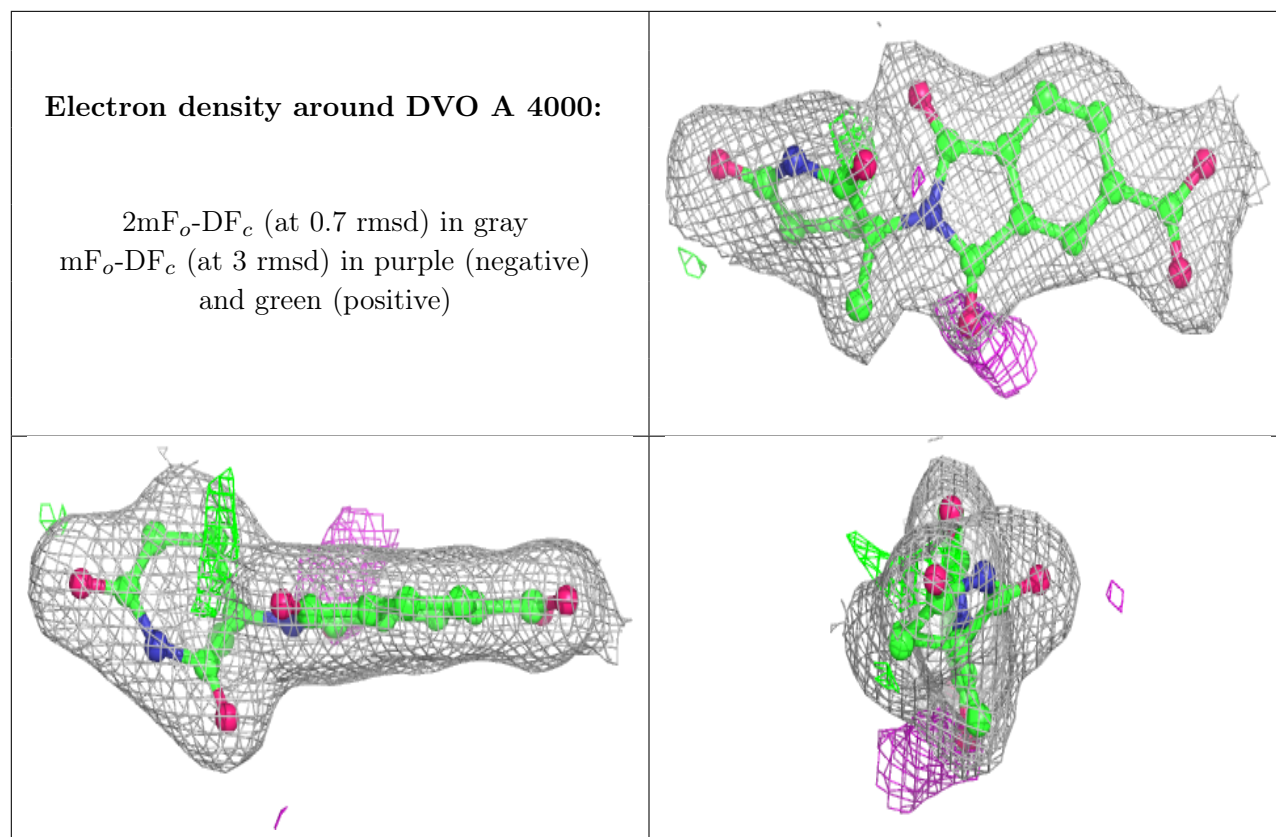 Electron density around DVO A 4000:
2mFₒ-DF𝑐 (at 0.7 rmsd) in gray
mFₒ-DF𝑐 (at 3 rmsd) in purple (negative)
and green (positive)